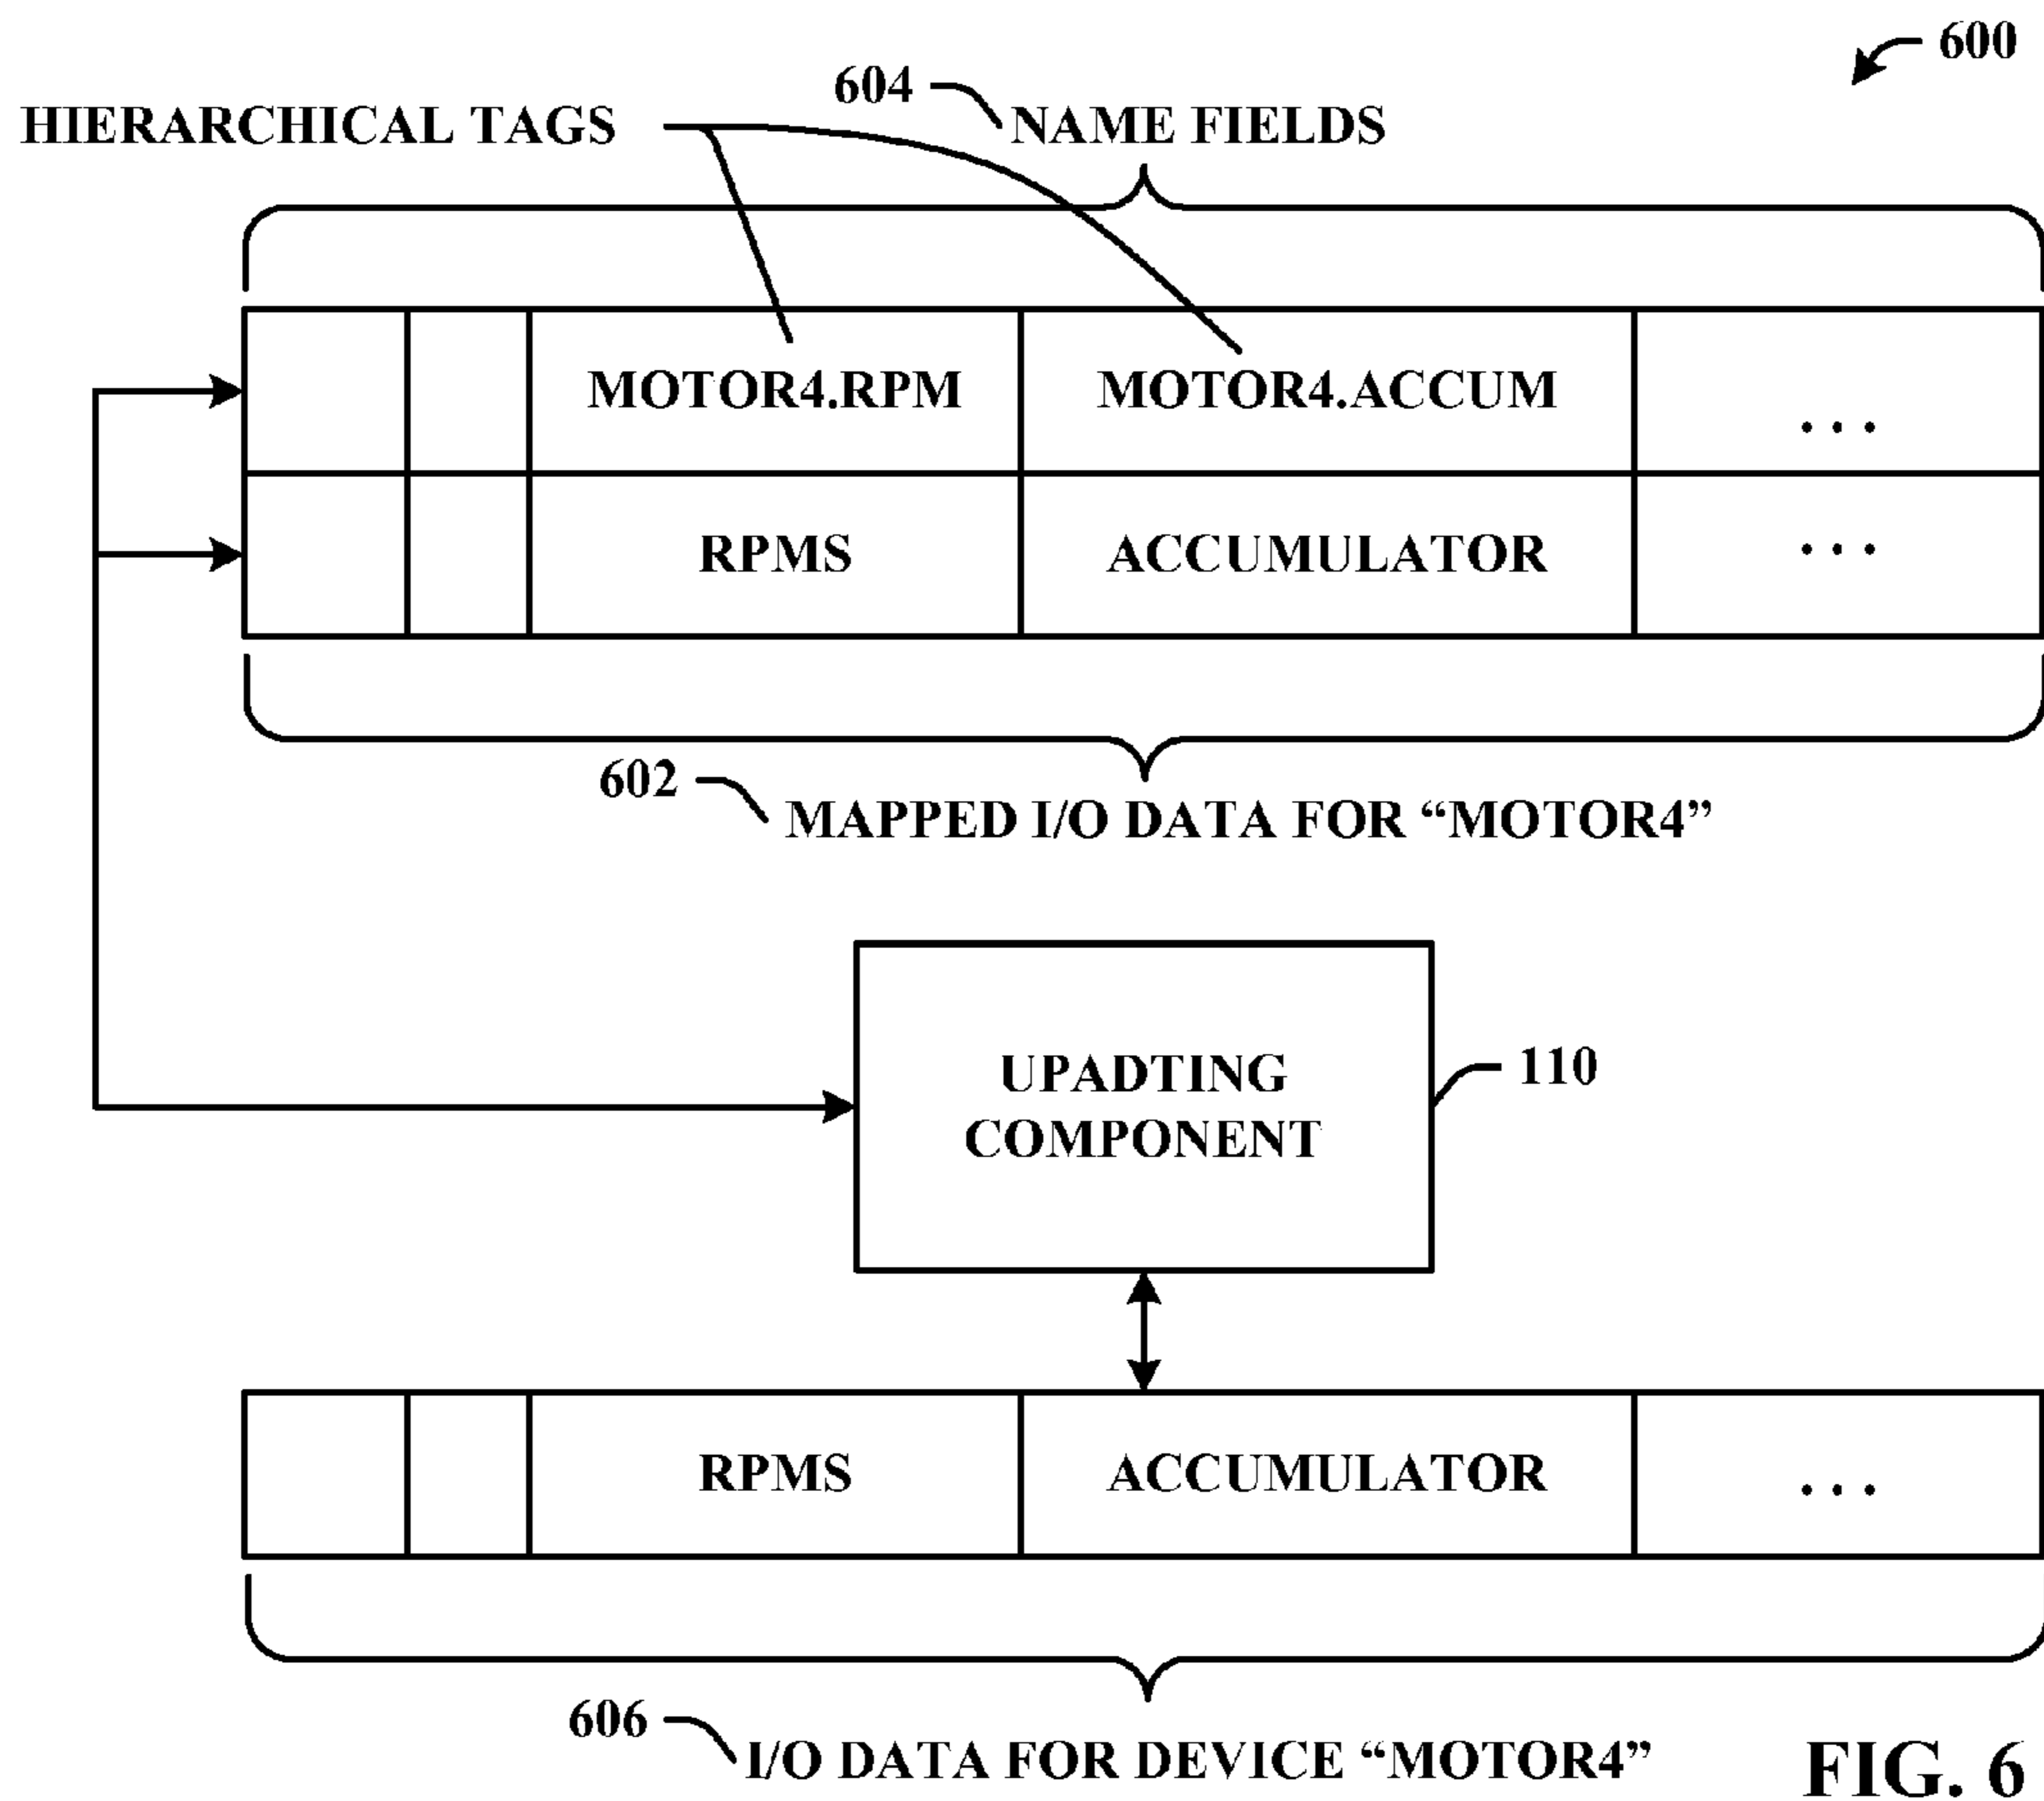 600
604
HIERARCHICAL TAGS
NAME FIELDS
MOTOR4.RPM
MOTOR4.ACCUM
...
RPMS
ACCUMULATOR
...
602
MAPPED I/O DATA FOR “MOTOR4”
UPADTING
COMPONENT
110
RPMS
ACCUMULATOR
...
606
I/O DATA FOR DEVICE “MOTOR4”
FIG. 6